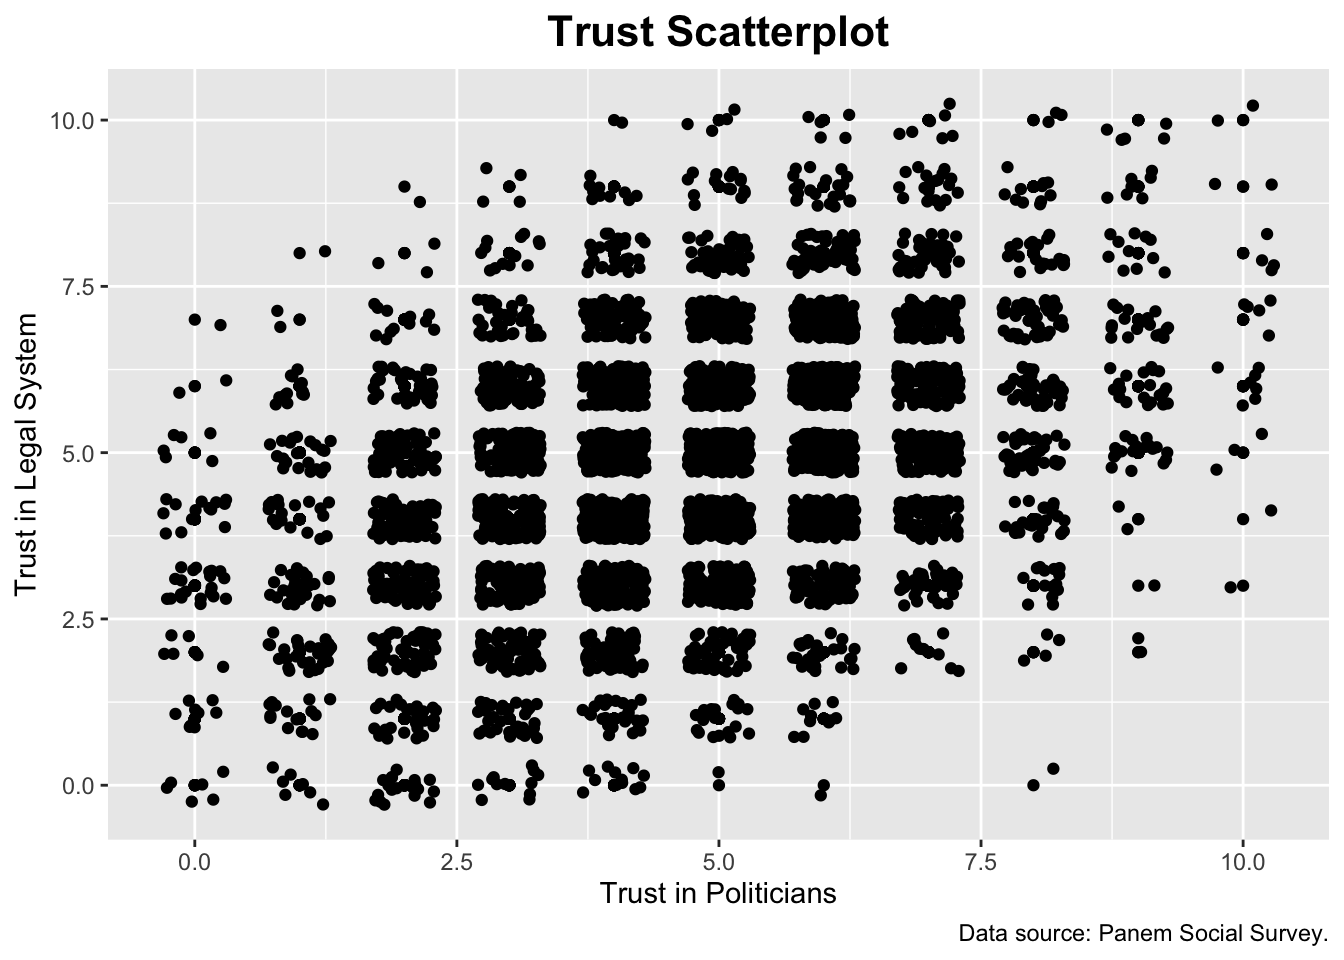 Trust Scatterplot
Trust in Legal System
10.0
7.5
5.0
2.5
0.0
0.0 2.5 5.0 7.5 10.0
Trust in Politicians
Data source: Panem Social Survey.